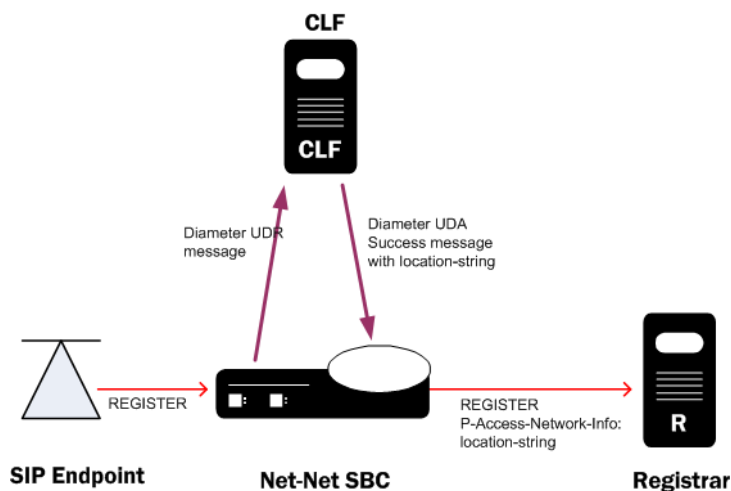 CLF
CLF
Diameter UDR
message
Diameter UDA
Success message
with location-string
REGISTER
REGISTER
P-Access-Network-Info:
location-string
R
SIP Endpoint
Net-Net SBC
Registrar